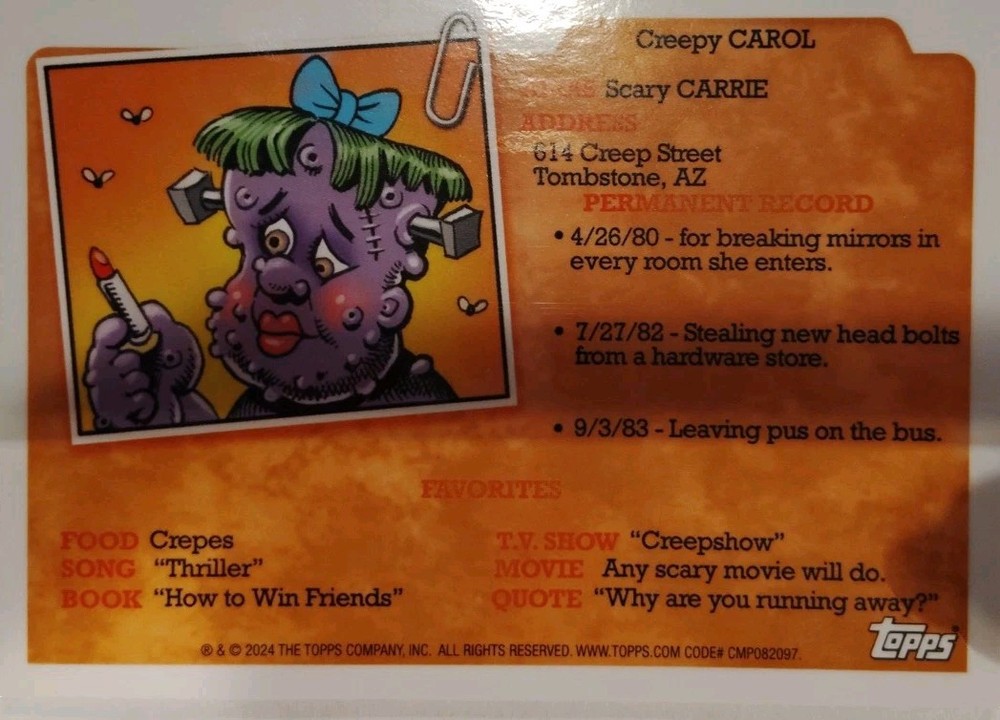 Creepy CAROL
ALIAS Scary CARRIE
ADDRESS
614 Creep Street
Tombstone, AZ
PERMANENT RECORD
• 4/26/80 - for breaking mirrors in
every room she enters.
• 7/27/82 - Stealing new head bolts
from a hardware store.
• 9/3/83 - Leaving pus on the bus.
FAVORITES
FOOD Crepes
SONG "Thriller"
BOOK "How to Win Friends"
T.V. SHOW "Creepshow"
MOVIE Any scary movie will do.
QUOTE "Why are you running away?"
® & © 2024 THE TOPPS COMPANY, INC. ALL RIGHTS RESERVED. WWW.TOPPS.COM CODE# CMP082097.
topps®